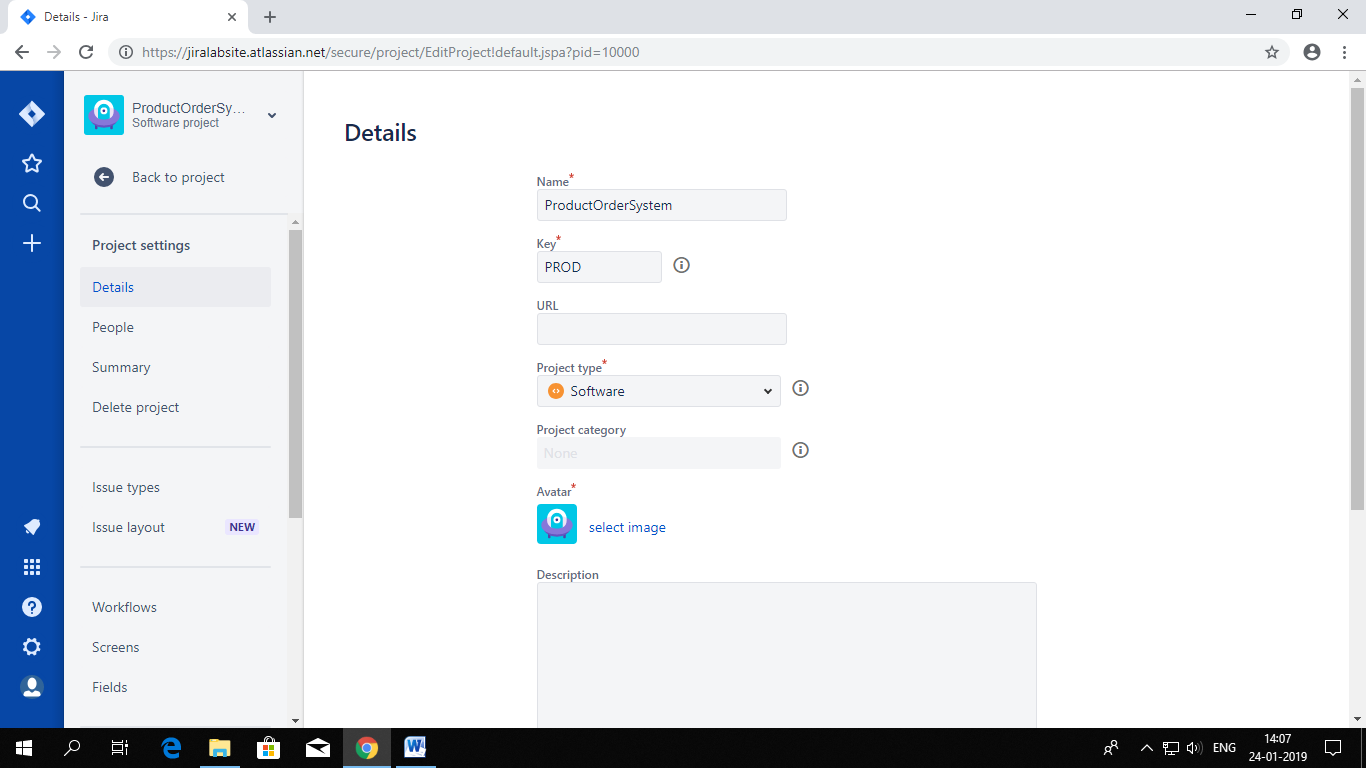 Details - Jira
https://jiralabsite.atlassian.net/secure/project/EditProject!default.jspa?pid=10000
ProductOrderSy...
Software project
Back to project
Project settings
Details
People
Summary
Delete project
Issue types
Issue layout NEW
Workflows
Screens
Fields
Details
Name*
ProductOrderSystem
Key*
PROD
URL
Project type*
Software
Project category
None
Avatar*
select image
Description
ENG
14:07
24-01-2019